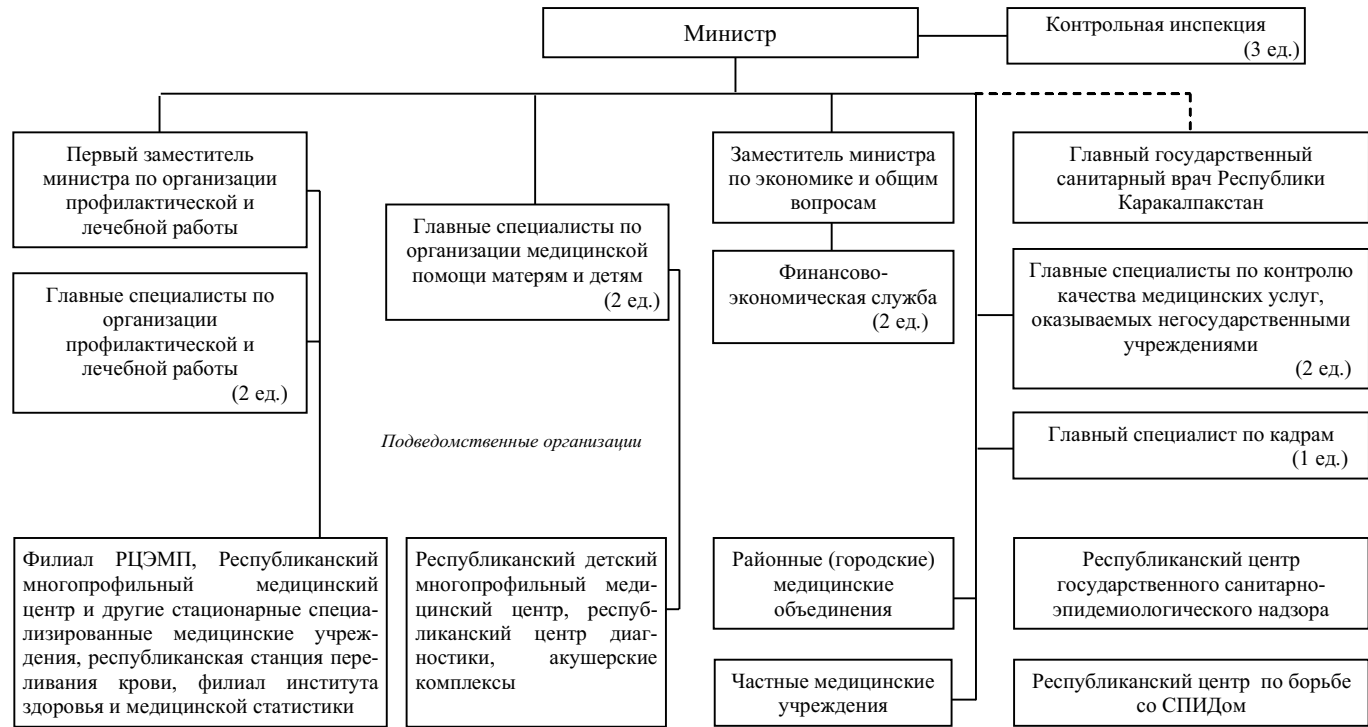 Министр
Контрольная инспекция
(3 ед.)
Первый заместитель
министра по организации
профилактической и
лечебной работы
Главные специалисты по
организации медицинской
помощи матерям и детям
(2 ед.)
Заместитель министра
по экономике и общим
вопросам
Главный государственный
санитарный врач Республики
Каракалпакстан
Главные специалисты по
организации
профилактической и
лечебной работы
(2 ед.)
Финансово-
экономическая служба
(2 ед.)
Главные специалисты по контролю
качества медицинских услуг,
оказываемых негосударственными
учреждениями
(2 ед.)
Подведомственные организации
Главный специалист по кадрам
(1 ед.)
Филиал РЦЭМП, Республиканский
многопрофильный медицинский
центр и другие стационарные специа-
лизированные медицинские учреж-
дения, республиканская станция пере-
ливания крови, филиал института
здоровья и медицинской статистики
Республиканский детский
многопрофильный меди-
цинский центр, респуб-
ликанский центр диаг-
ностики, акушерские
комплексы
Районные (городские)
медицинские
объединения
Республиканский центр
государственного санитарно-
эпидемиологического надзора
Частные медицинские
учреждения
Республиканский центр по борьбе
со СПИДом